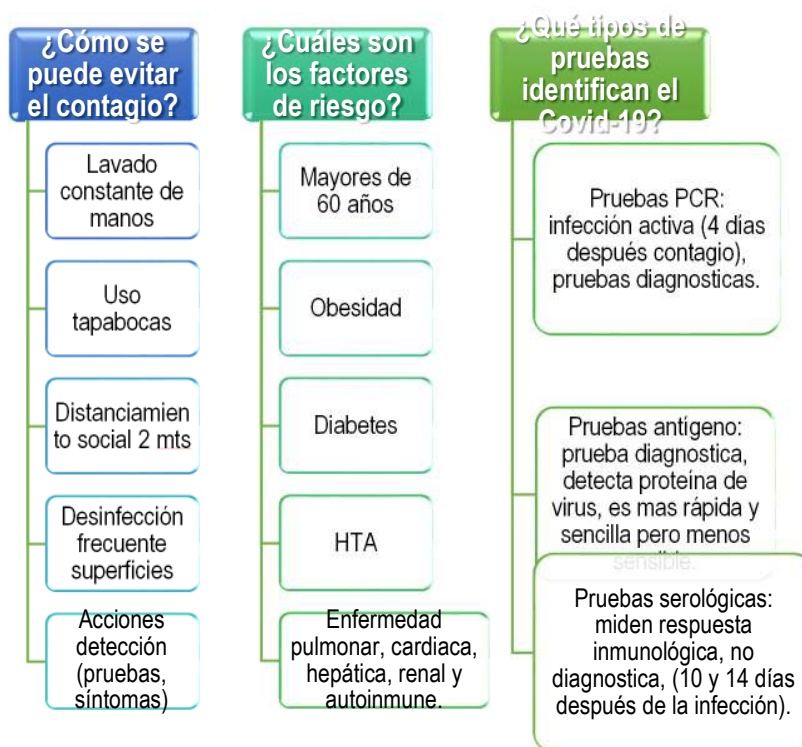 ¿Cómo se
puede evitar
el contagio?
Lavado
constante de
manos
Uso
tapabocas
Distanciamien
to social 2 mts
Desinfección
frecuente
superficies
Acciones
detección
(pruebas,
síntomas)
¿Cuáles son
los factores
de riesgo?
Mayores de
60 años
Obesidad
Diabetes
HTA
Enfermedad
pulmonar, cardiaca,
hepática, renal y
autoinmune.
¿Qué tipos de
pruebas
identifican el
Covid-19?
Pruebas PCR:
infección activa (4 días
después contagio),
pruebas diagnosticas.
Pruebas antígeno:
prueba diagnostica,
detecta proteína de
virus, es mas rápida y
sencilla pero menos
sensible.
Pruebas serológicas:
miden respuesta
inmunológica, no
diagnostica, (10 y 14 días
después de la infección).